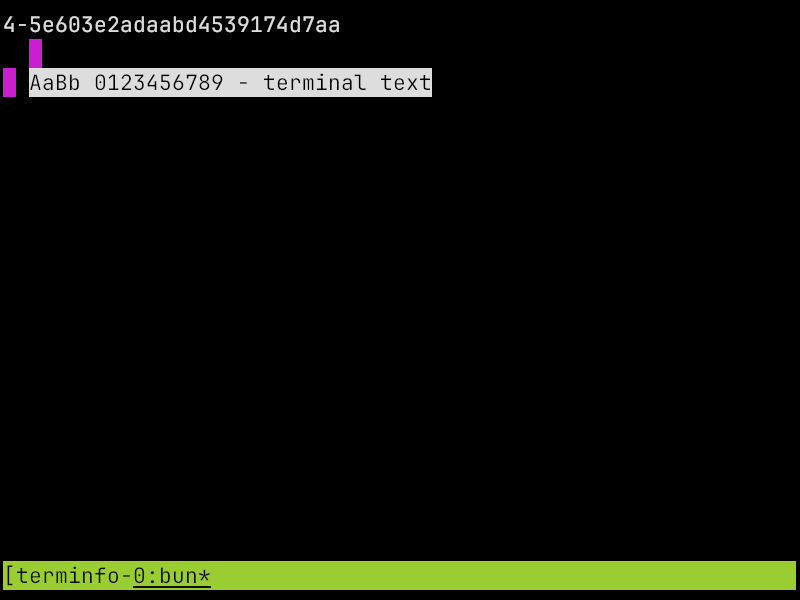 4-5e603e2adaabd4539174d7aa
AaBb 0123456789 - terminal text
[terminfo-0:bun*